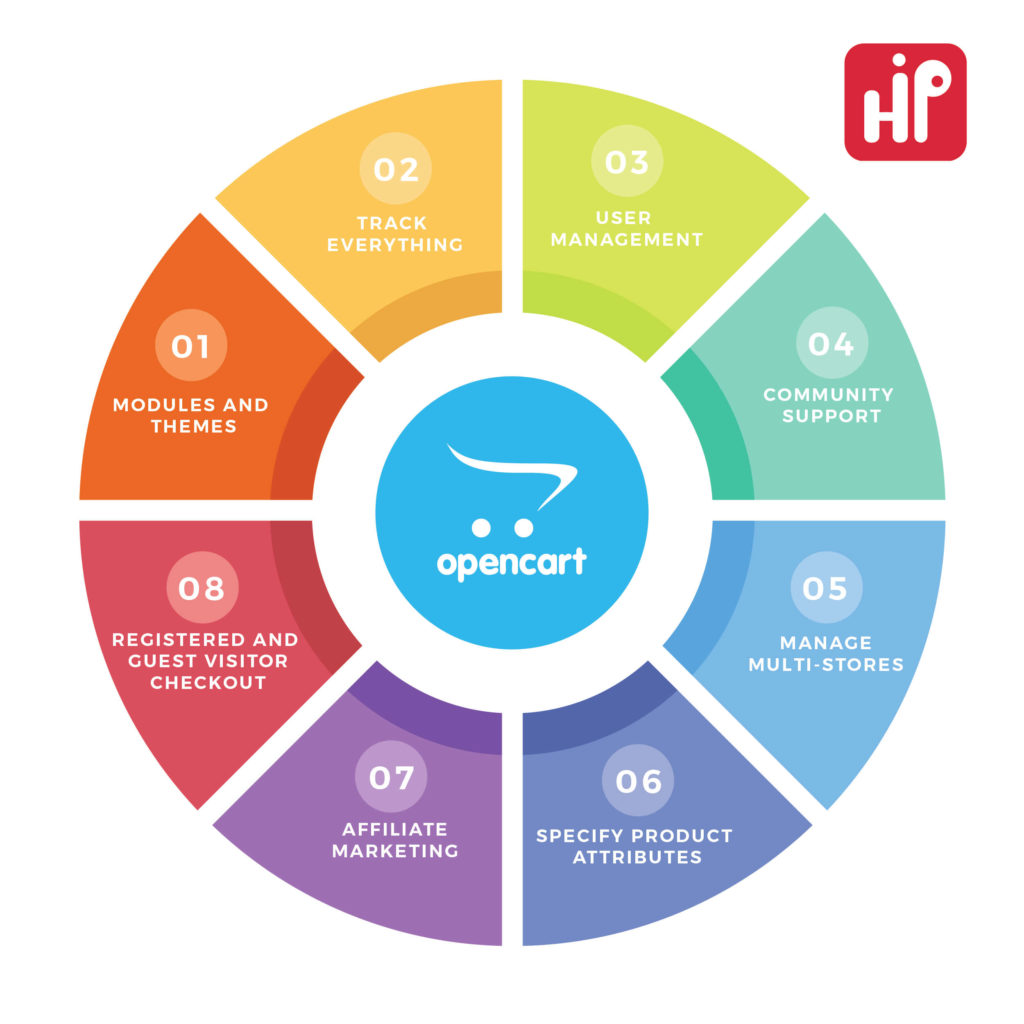 HiP
01
MODULES AND
THEMES
02
TRACK
EVERYTHING
03
USER
MANAGEMENT
04
COMMUNITY
SUPPORT
05
MANAGE
MULTI-STORES
06
SPECIFY PRODUCT
ATTRIBUTES
07
AFFILIATE
MARKETING
08
REGISTERED AND
GUEST VISITOR
CHECKOUT
opencart